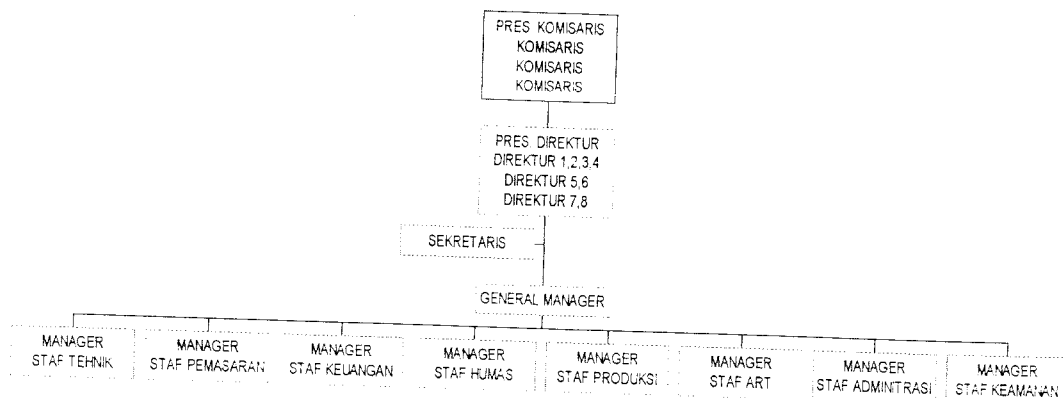 PRES. KOMISARIS
KOMISARIS
KOMISARIS
KOMISARIS
PRES. DIREKTUR
DIREKTUR 1,2,3,4
DIREKTUR 5,6
DIREKTUR 7,8
SEKRETARIS
GENERAL MANAGER
MANAGER
STAF TEHNIK
MANAGER
STAF PEMASARAN
MANAGER
STAF KEUANGAN
MANAGER
STAF HUMAS
MANAGER
STAF PRODUKSI
MANAGER
STAF ART
MANAGER
STAF ADMINITRASI
MANAGER
STAF KEAMANAN